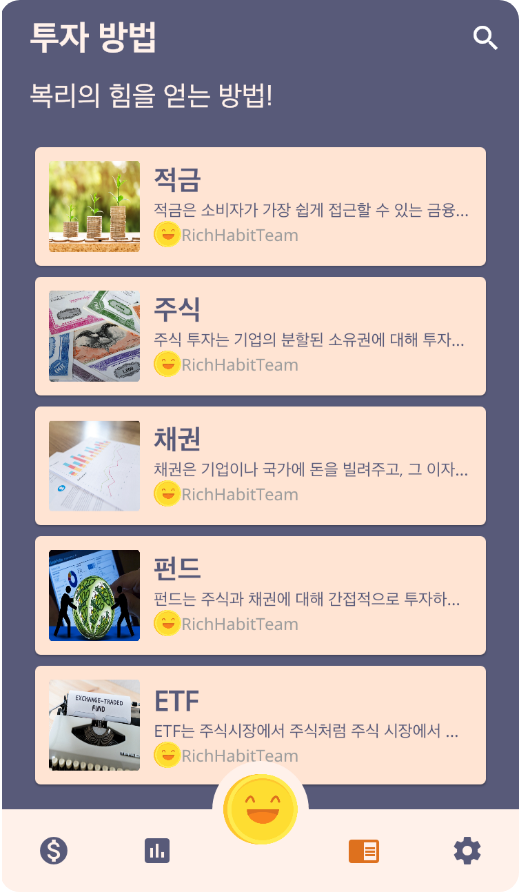 투자 방법
복리의 힘을 얻는 방법!
적금
적금은 소비자가 가장 쉽게 접근할 수 있는 금융...
RichHabitTeam
주식
주식 투자는 기업의 분할된 소유권에 대해 투자...
RichHabitTeam
채권
채권은 기업이나 국가에 돈을 빌려주고, 그 이자...
RichHabitTeam
펀드
펀드는 주식과 채권에 대해 간접적으로 투자하...
RichHabitTeam
EXCHANGE-TRADED
FUND
ETF
ETF는 주식시장에서 주식처럼 주식 시장에서 ...
RichHabitTeam